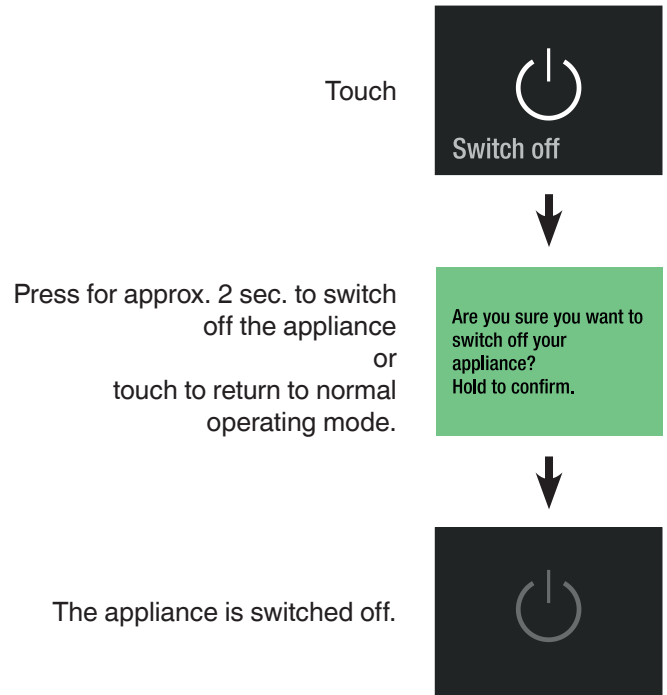 Touch
Switch off
Press for approx. 2 sec. to switch
off the appliance
or
touch to return to normal
operating mode.
Are you sure you want to
switch off your
appliance?
Hold to confirm.
The appliance is switched off.